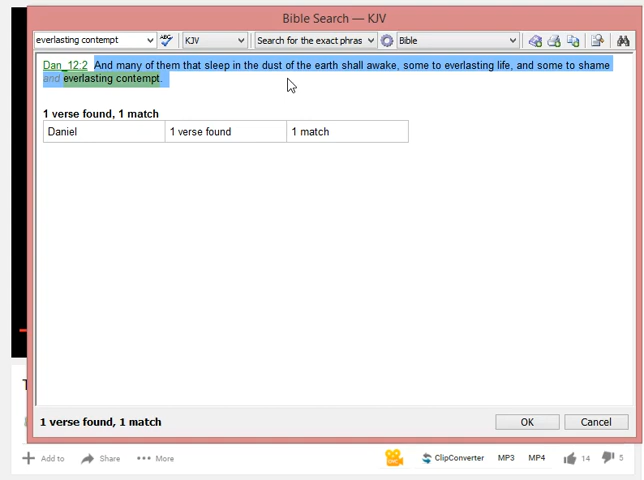 Bible Search — KJV
everlasting contempt KJV Search for the exact phras Bible
Dan_12:2 And many of them that sleep in the dust of the earth shall awake, some to everlasting life, and some to shame
and everlasting contempt.
1 verse found, 1 match
Daniel 1 verse found 1 match
1 verse found, 1 match OK Cancel
Add to Share More ClipConverter MP3 MP4 14 5